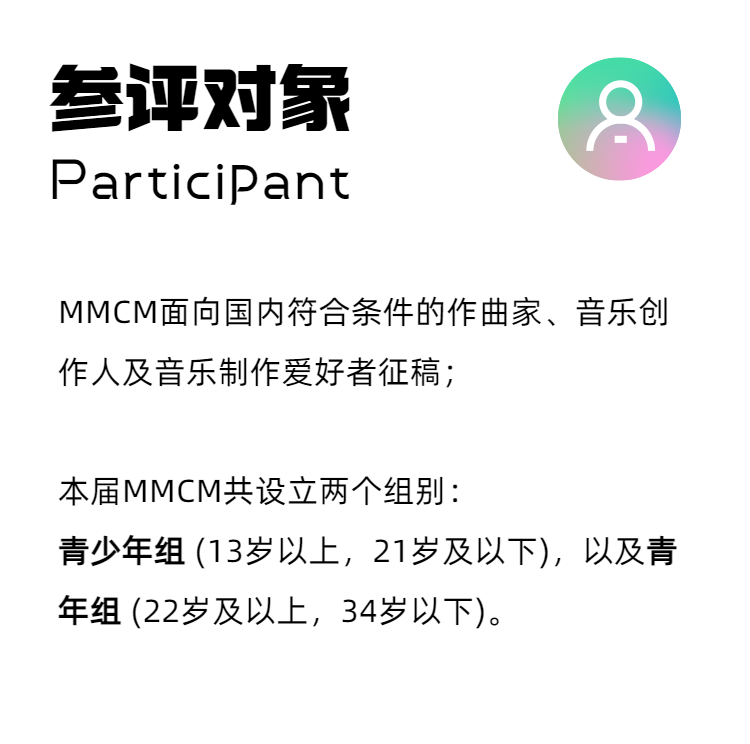 参评对象
Participant
MMCM面向国内符合条件的作曲家、音乐创
作人及音乐制作爱好者征稿；
本届MMCM共设立两个组别：
青少年组 (13岁以上，21岁及以下)，以及青
年组 (22岁及以上，34岁以下)。